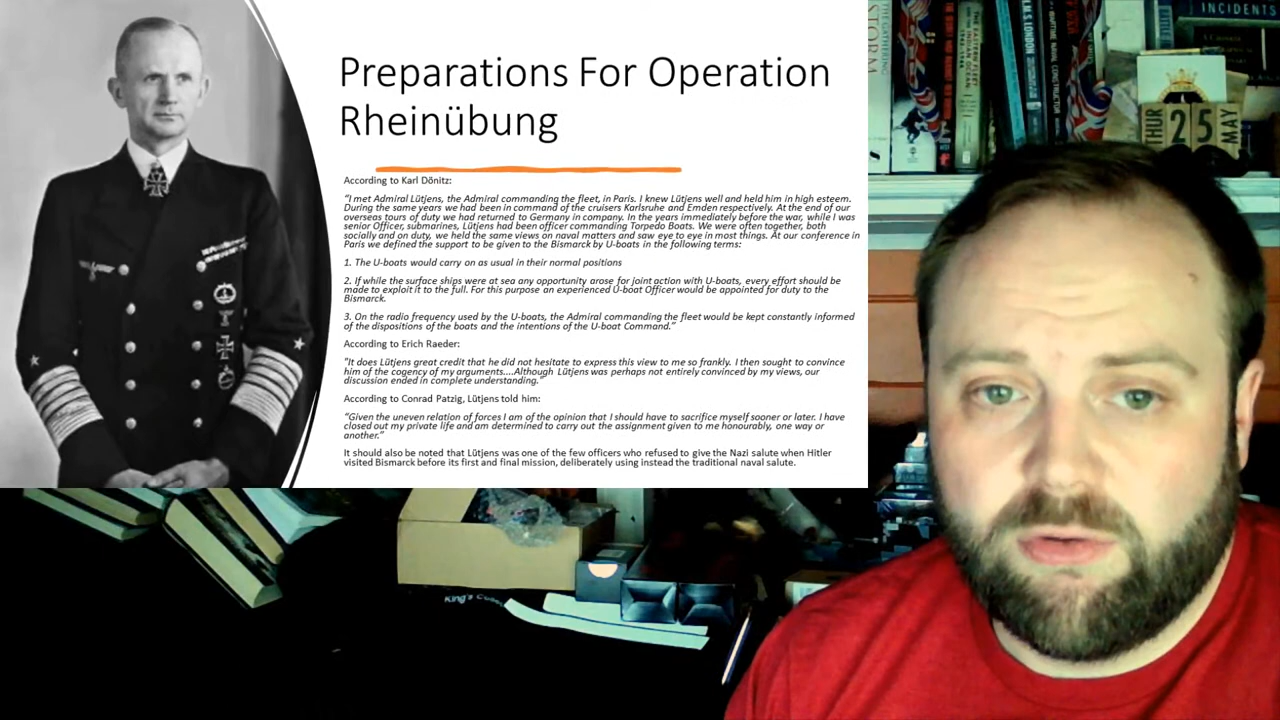 Preparations For Operation
Rheinübung
According to Karl Dönitz:
"I met Admiral Lütjens, the Admiral commanding the fleet, in Paris. I knew Lütjens well and held him in high esteem.
During the same years we had been in command of the cruisers Karlsruhe and Emden respectively. At the end of our
overseas tours of duty we had returned to Germany in company. In the years immediately before the war, while I was
senior Officer, submarines, Lütjens had been officer commanding Torpedo Boats. We were often together, both
socially and on duty, we held the same views on naval matters and saw eye to eye in most things. At our conference in
Paris we defined the support to be given to the Bismarck by U-boats in the following terms:
1. The U-boats would carry on as usual in their normal positions
2. If while the surface ships were at sea any opportunity arose for joint action with U-boats, every effort should be
made to exploit it to the full. For this purpose an experienced U-boat Officer would be appointed for duty to the
Bismarck.
3. On the radio frequency used by the U-boats, the Admiral commanding the fleet would be kept constantly informed
of the dispositions of the boats and the intentions of the U-boat Command."
According to Erich Raeder:
"It does Lütjens great credit that he did not hesitate to express this view to me so frankly. I then sought to convince
him of the cogency of my arguments....Although Lütjens was perhaps not entirely convinced by my views, our
discussion ended in complete understanding."
According to Conrad Patzig, Lütjens told him:
"Given the uneven relation of forces I am of the opinion that I should have to sacrifice myself sooner or later. I have
closed out my private life and am determined to carry out the assignment given to me honourably, one way or
another."
It should also be noted that Lütjens was one of the few officers who refused to give the Nazi salute when Hitler
visited Bismarck before its first and final mission, deliberately using instead the traditional naval salute.
THE GATHERING
STORM
INDIAN OCEAN
LONDON
WARTIME NAVAL CONSTRUCTOR
INCIDENTS
THUR 25 MAY
King's